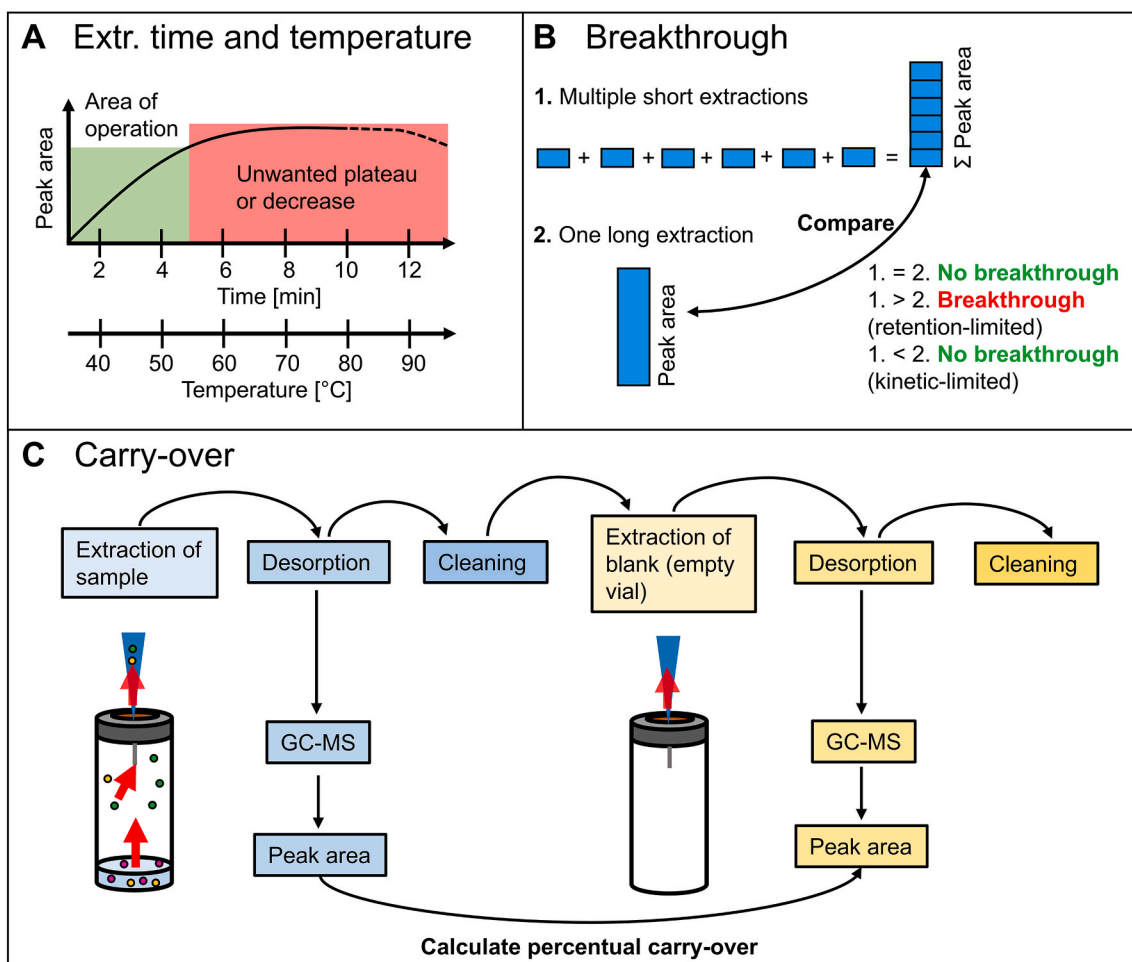 A Extr. time and temperature
Area of
operation
Peak area
Unwanted plateau
or decrease
2 4 6 8 10 12
Time [min]
40 50 60 70 80 90
Temperature [°C]
B Breakthrough
1. Multiple short extractions
+ + + + + =
Σ Peak area
Compare
2. One long extraction
Peak area
1. = 2. No breakthrough
1. > 2. Breakthrough
(retention-limited)
1. < 2. No breakthrough
(kinetic-limited)
C Carry-over
Extraction of
sample
Desorption
Cleaning
Extraction of
blank (empty
vial)
Desorption
Cleaning
GC-MS
GC-MS
Peak area
Peak area
Calculate percentual carry-over